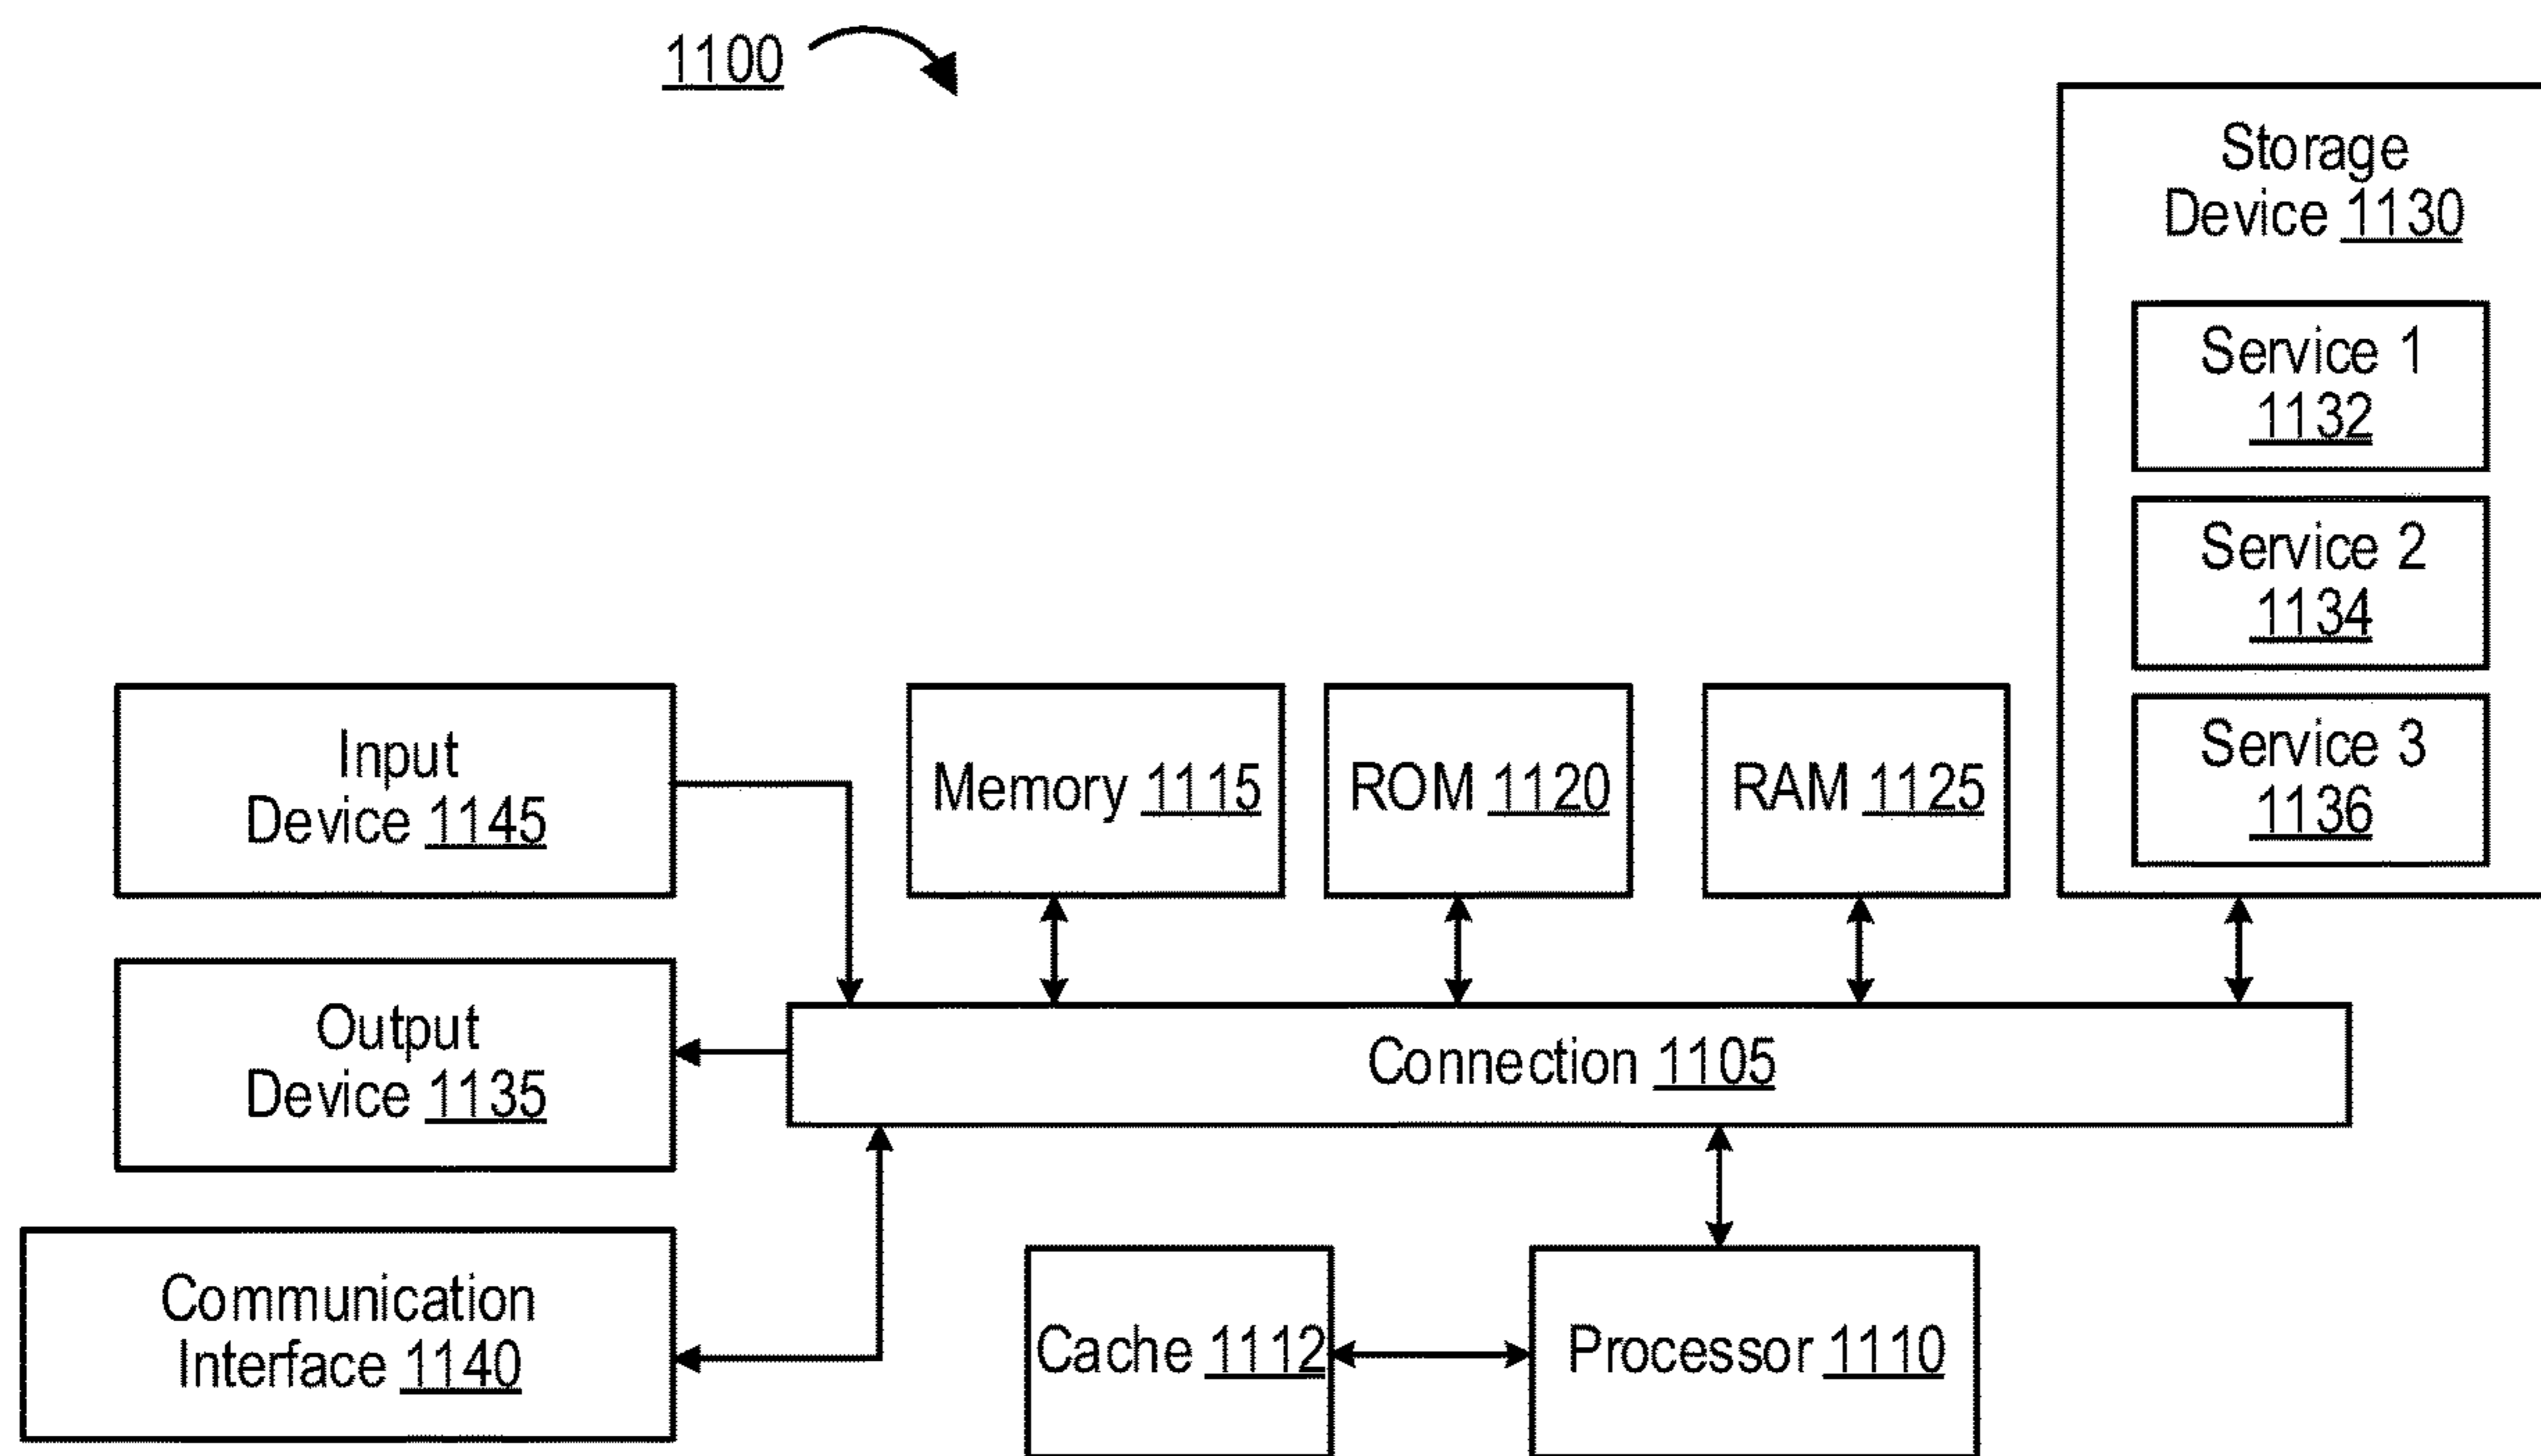 1100
Storage
Device 1130
Service 1
1132
Service 2
1134
Service 3
1136
Input
Device 1145
Memory 1115
ROM 1120
RAM 1125
Output
Device 1135
Connection 1105
Communication
Interface 1140
Cache 1112
Processor 1110